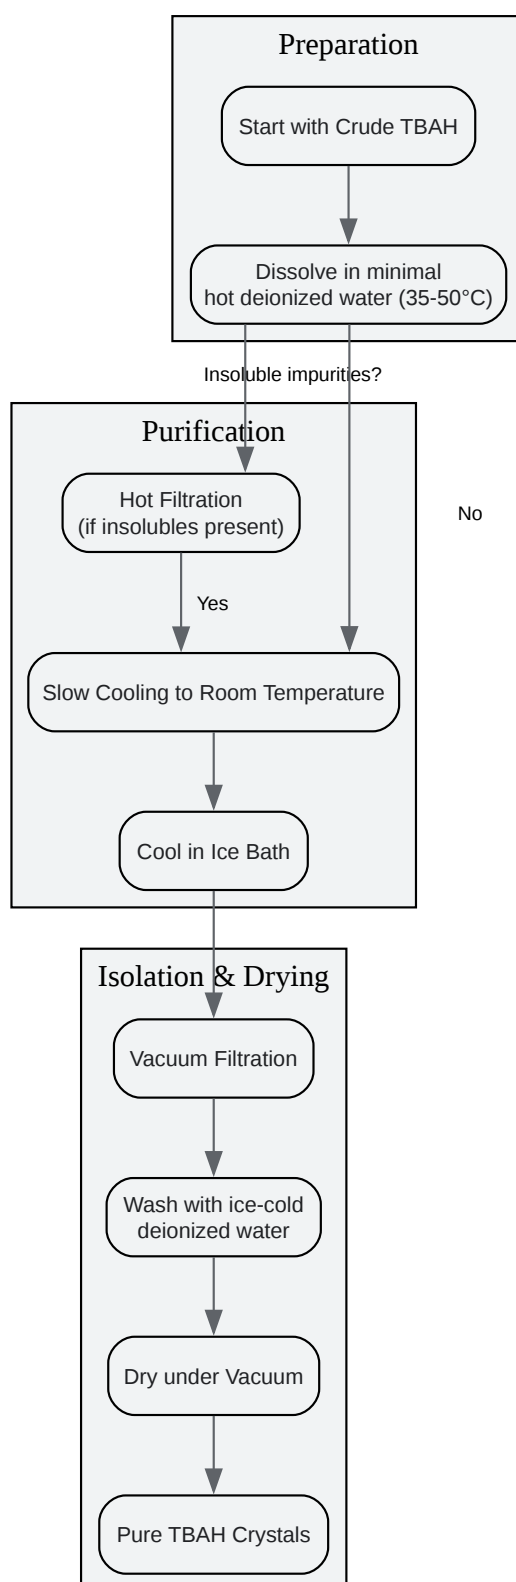 Preparation
Start with Crude TBAH
Dissolve in minimal
hot deionized water (35-50°C)
Insoluble impurities?
Purification
Hot Filtration
(if insolubles present)
No
Yes
Slow Cooling to Room Temperature
Cool in Ice Bath
Isolation & Drying
Vacuum Filtration
Wash with ice-cold
deionized water
Dry under Vacuum
Pure TBAH Crystals